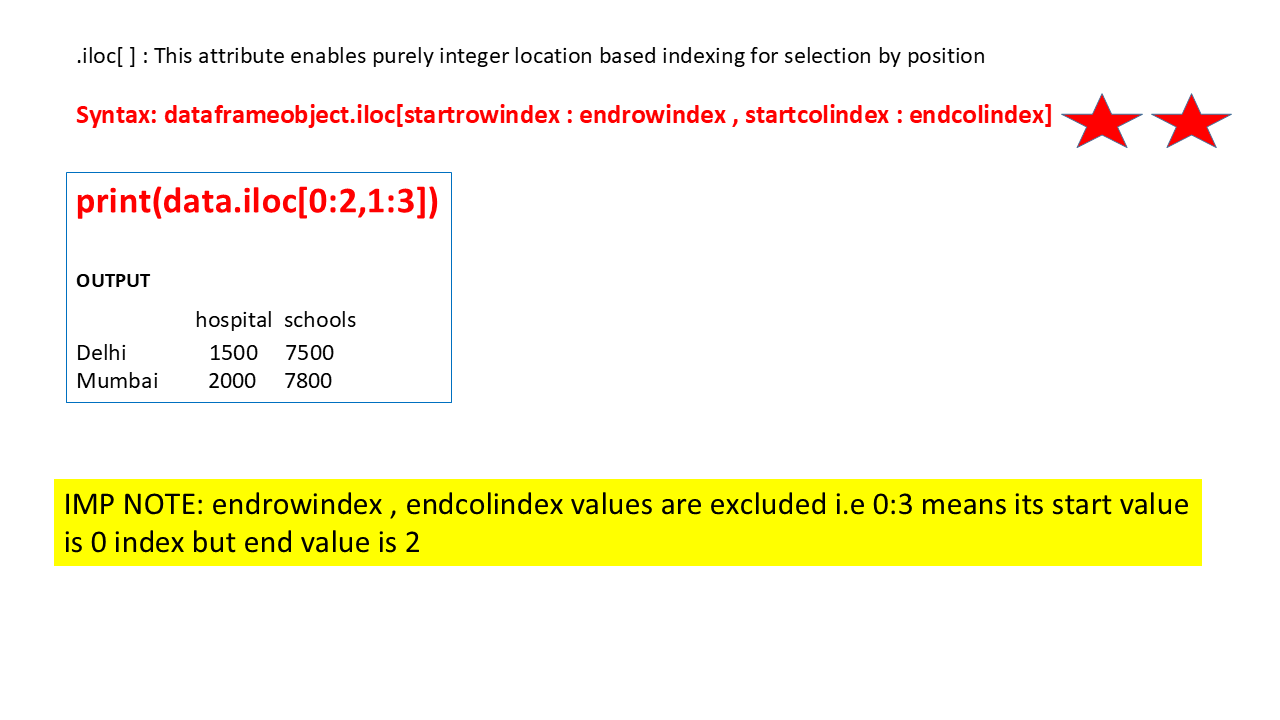 .iloc[ ] : This attribute enables purely integer location based indexing for selection by position
Syntax: dataframeobject.iloc[startrowindex : endrowindex , startcolindex : endcolindex]
print(data.iloc[0:2,1:3])
OUTPUT
hospital schools
Delhi 1500 7500
Mumbai 2000 7800
IMP NOTE: endrowindex , endcolindex values are excluded i.e 0:3 means its start value
is 0 index but end value is 2